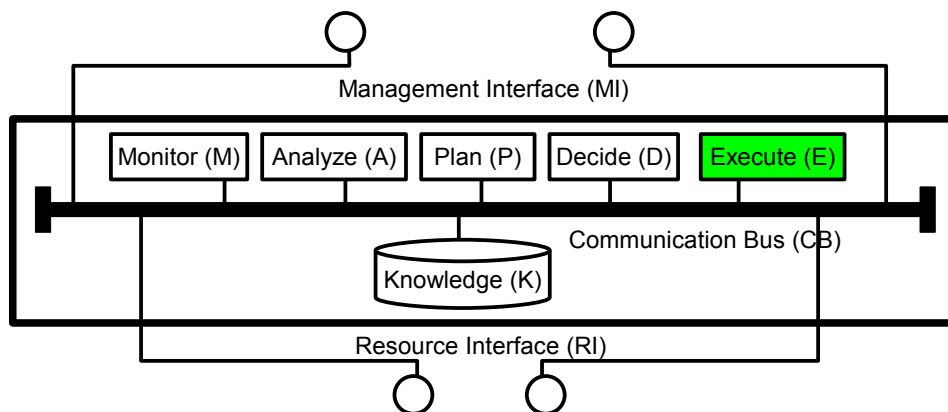 Management Interface (MI)
Monitor (M)
Analyze (A)
Plan (P)
Decide (D)
Execute (E)
Communication Bus (CB)
Knowledge (K)
Resource Interface (RI)